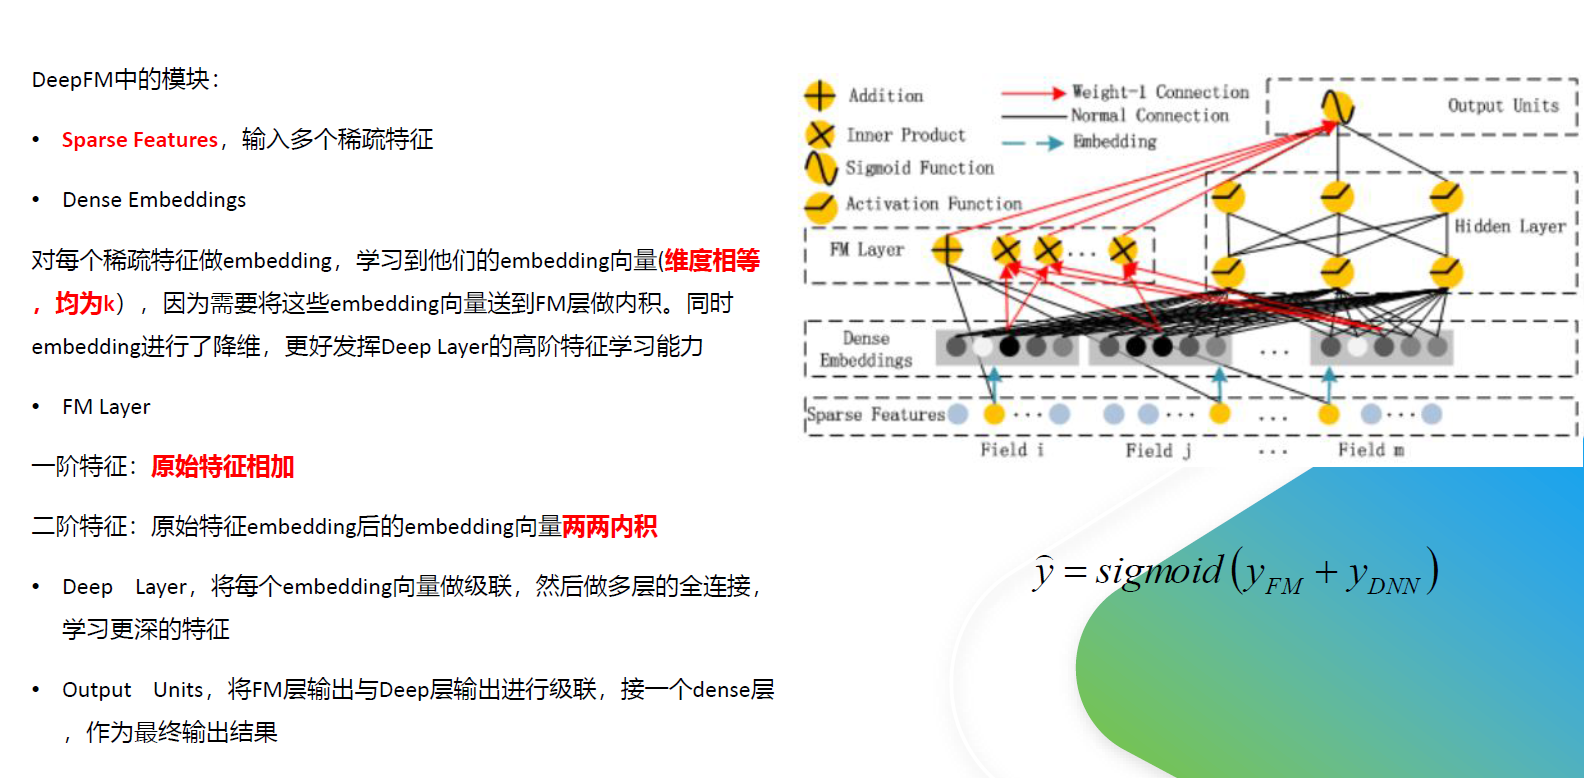 DeepFM中的模块：
• Sparse Features，输入多个稀疏特征
• Dense Embeddings
对每个稀疏特征做embedding，学习到他们的embedding向量(维度相等
，均为k），因为需要将这些embedding向量送到FM层做内积。同时
embedding进行了降维，更好发挥Deep Layer的高阶特征学习能力
• FM Layer
一阶特征：原始特征相加
二阶特征：原始特征embedding后的embedding向量两两内积
• Deep Layer，将每个embedding向量做级联，然后做多层的全连接，
学习更深的特征
• Output Units，将FM层输出与Deep层输出进行级联，接一个dense层
，作为最终输出结果
Addition
Inner Product
Sigmoid Function
Activation Function
Weight-1 Connection
Normal Connection
Embedding
Output Units
Hidden Layer
FM Layer
. . .
Dense
Embeddings
. . .
Sparse Features
. . .
. . .
. . .
. . .
Field i
Field j
. . .
Field m
ŷ = sigmoid(y_FM + y_DNN)